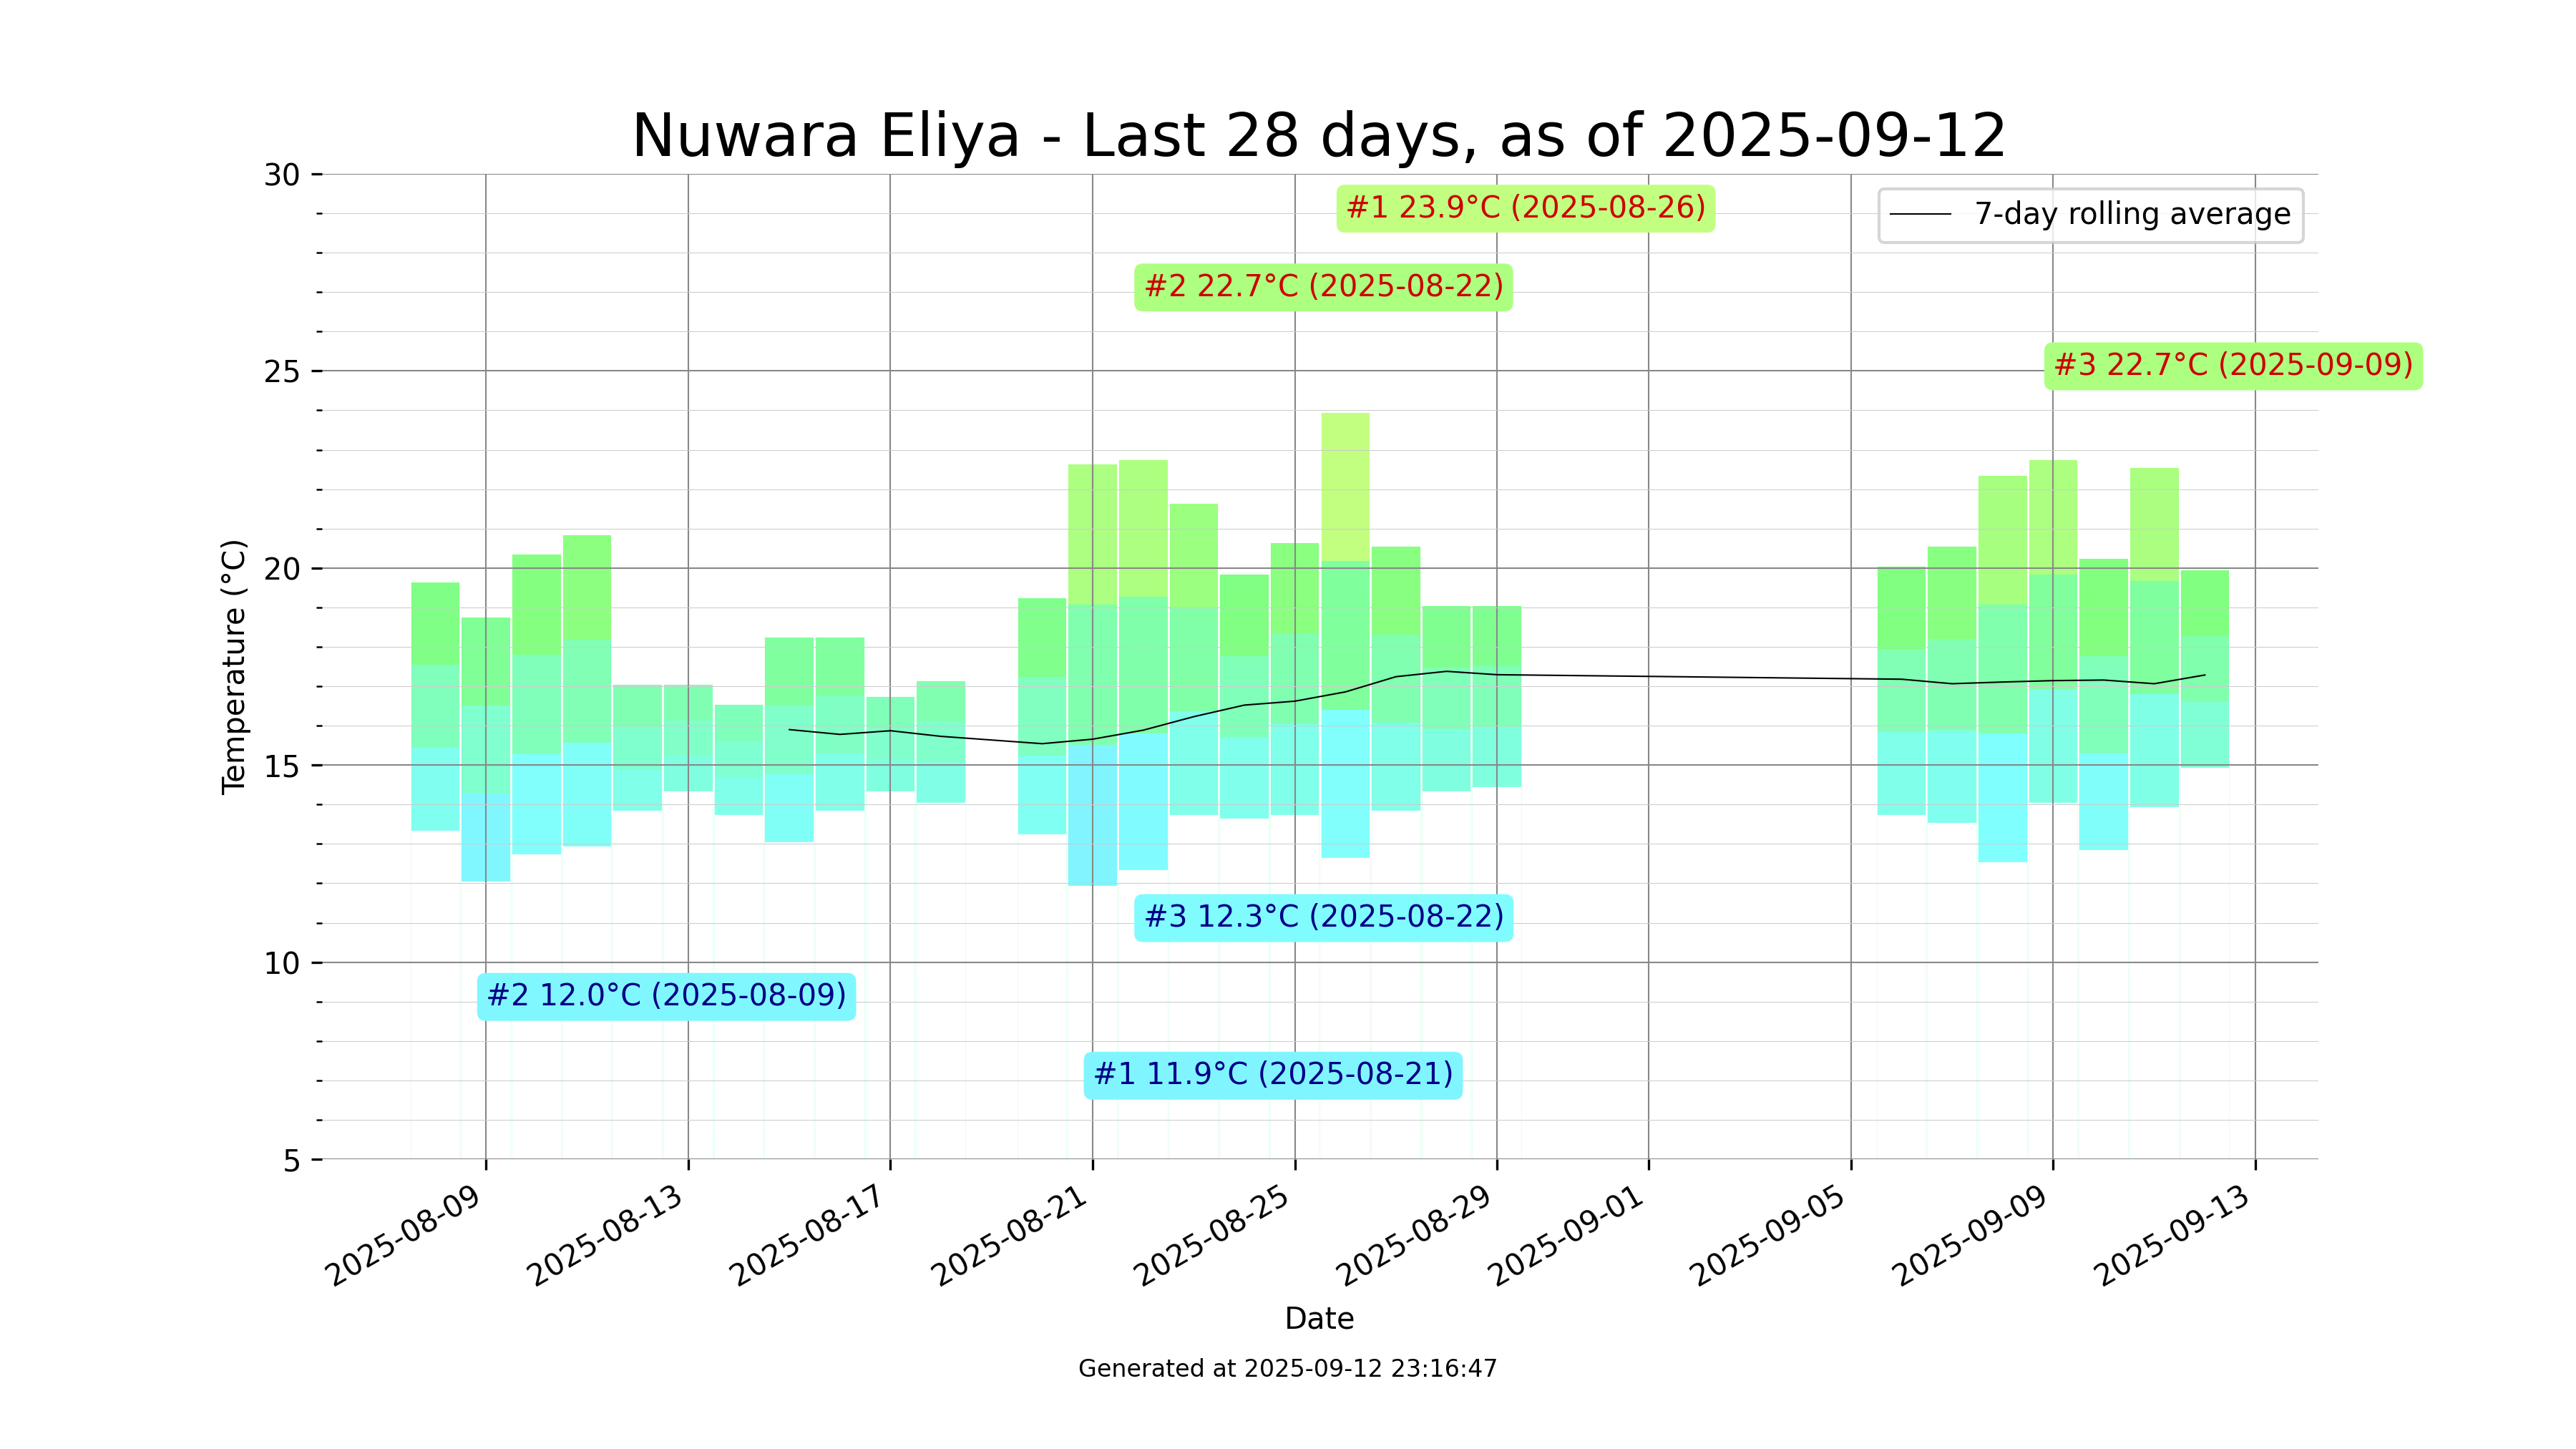 Nuwara Eliya - Last 28 days, as of 2025-09-12
30
25
20
15
10
5
Temperature (°C)
#1 23.9°C (2025-08-26)
7-day rolling average
#2 22.7°C (2025-08-22)
#3 22.7°C (2025-09-09)
#3 12.3°C (2025-08-22)
#2 12.0°C (2025-08-09)
#1 11.9°C (2025-08-21)
2025-08-09
2025-08-13
2025-08-17
2025-08-21
2025-08-25
2025-08-29
2025-09-01
2025-09-05
2025-09-09
2025-09-13
Date
Generated at 2025-09-12 23:16:47